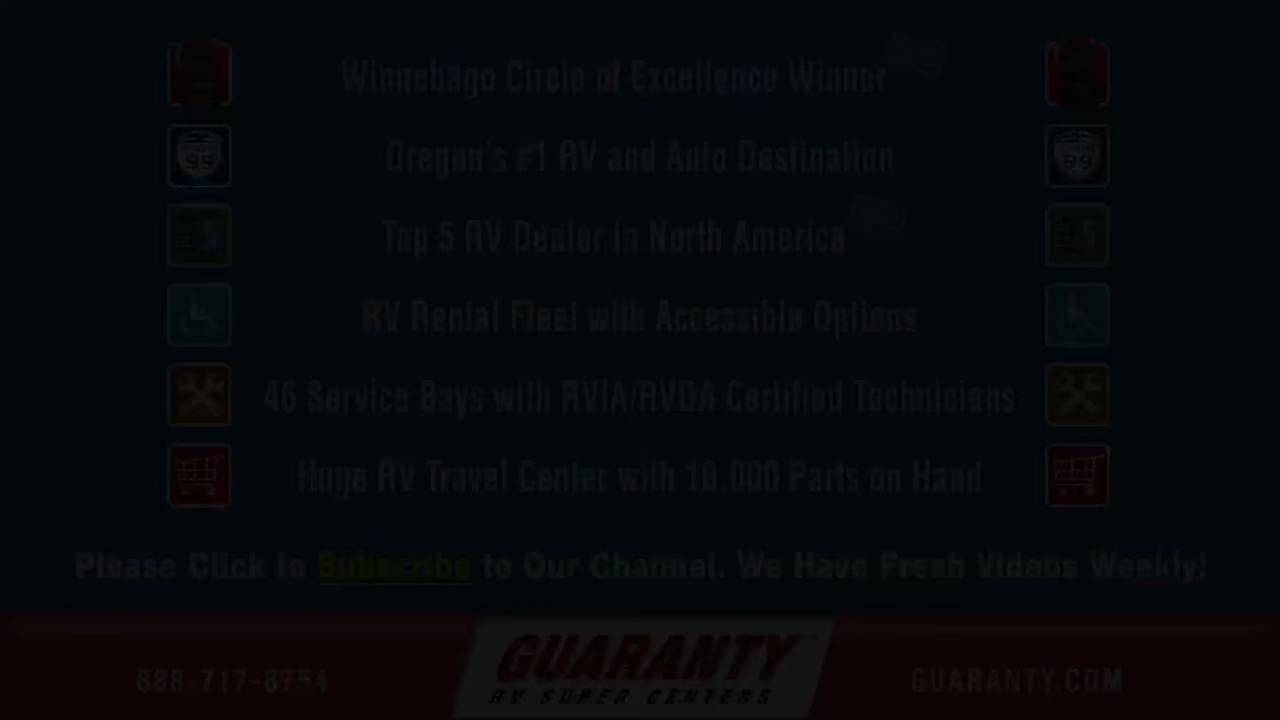 Winnebago Circle of Excellence Winner
Oregon's #1 RV and Auto Destination
99
99
Top 5 RV Dealer in North America
RV Rental Fleet with Accessible Options
46 Service Bays with RVIA/RVDA Certified Technicians
Huge RV Travel Center with 10,000 Parts on Hand
Please Click to Subscribe to Our Channel. We Have Fresh Videos Weekly!
888-717-8754
GUARANTY
RV SUPER CENTERS
GUARANTY.COM